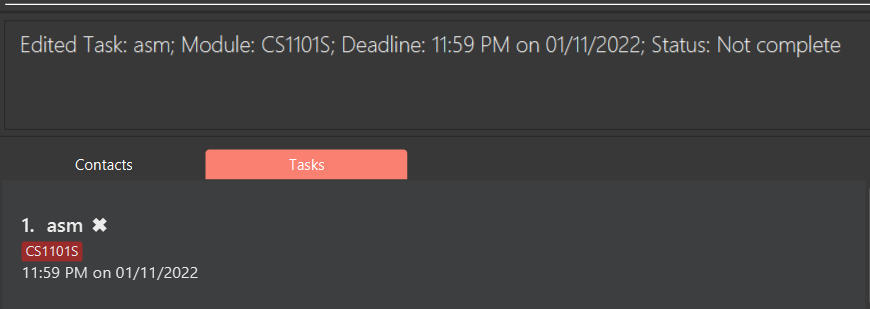 Edited Task: asm; Module: CS1101S; Deadline: 11:59 PM on 01/11/2022; Status: Not complete
Contacts
Tasks
1. asm ✖
CS1101S
11:59 PM on 01/11/2022